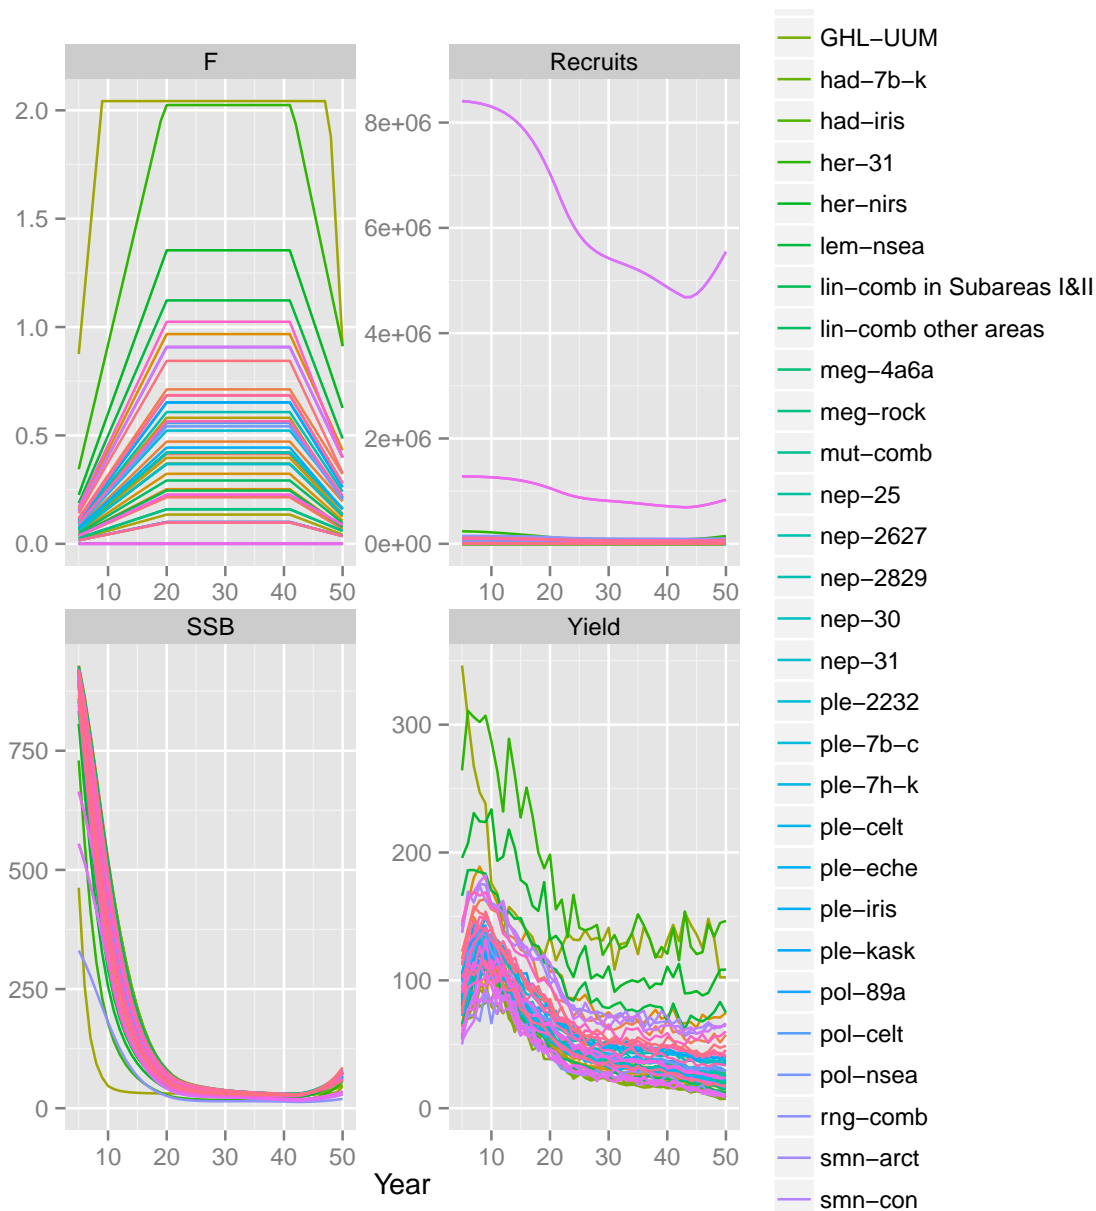 F
Recruits
2.0
1.5
1.0
0.5
0.0
8e+06
6e+06
4e+06
2e+06
0e+00
10 20 30 40 50
10 20 30 40 50
SSB
Yield
750
500
250
0
300
200
100
0
10 20 30 40 50
10 20 30 40 50
Year
GHL−UUM
had−7b−k
had−iris
her−31
her−nirs
lem−nsea
lin−comb in Subareas I&II
lin−comb other areas
meg−4a6a
meg−rock
mut−comb
nep−25
nep−2627
nep−2829
nep−30
nep−31
ple−2232
ple−7b−c
ple−7h−k
ple−celt
ple−eche
ple−iris
ple−kask
pol−89a
pol−celt
pol−nsea
rng−comb
smn−arct
smn−con